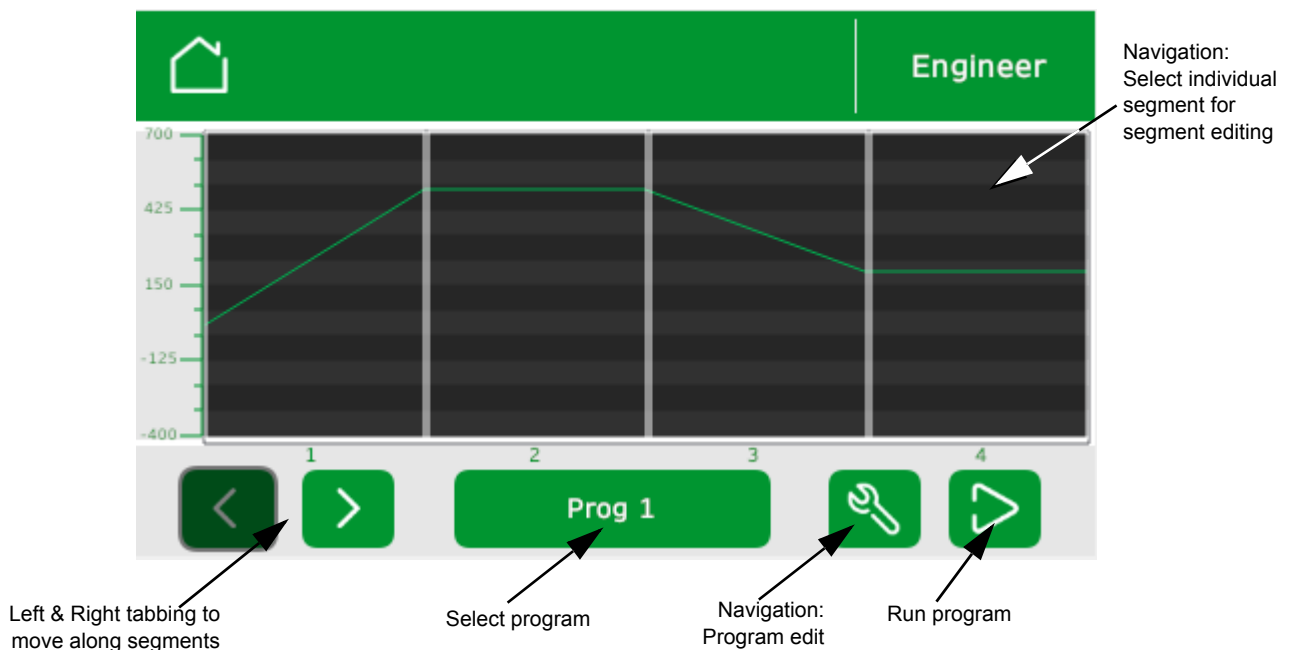 Engineer
Navigation:
Select individual
segment for
segment editing
700
425
150
-125
-400
1 2 3 4
Prog 1
Left & Right tabbing to
move along segments
Select program
Navigation:
Program edit
Run program